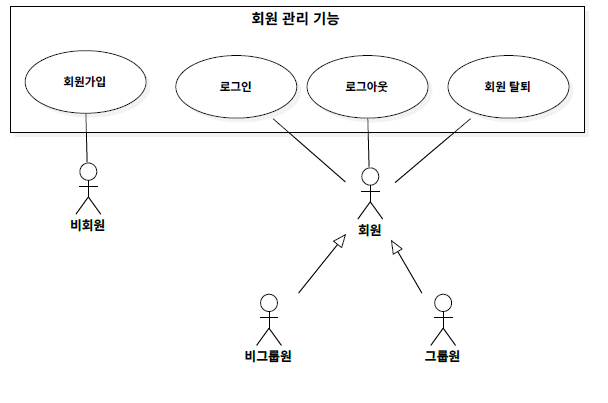 회원 관리 기능
회원가입
로그인
로그아웃
회원 탈퇴
비회원
회원
비그룹원
그룹원